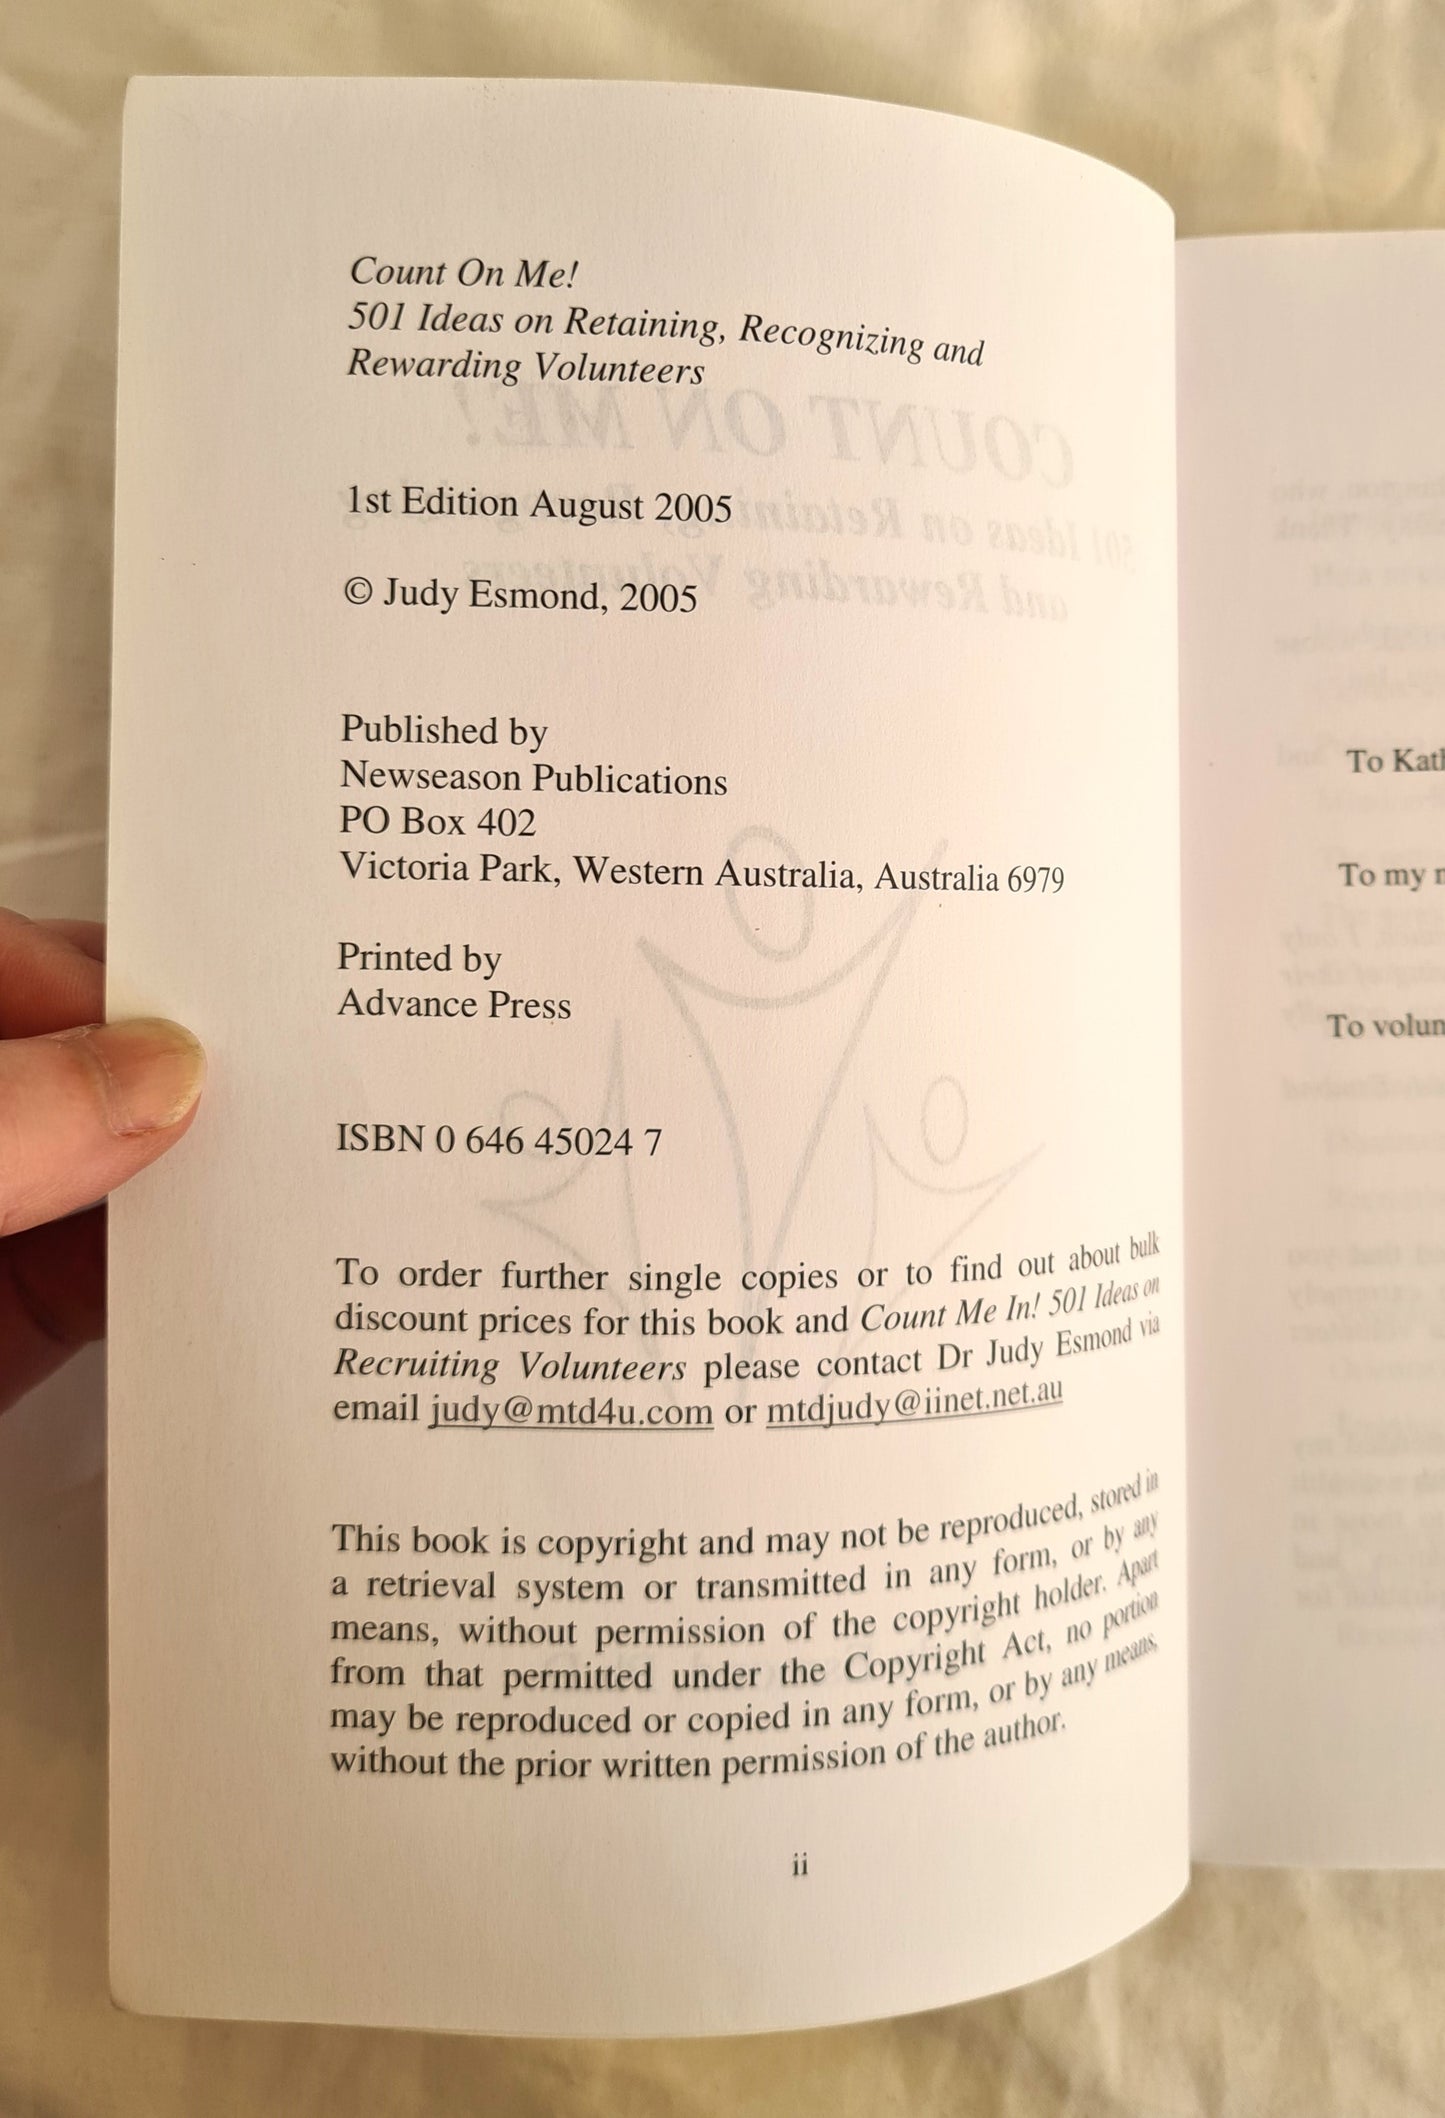 Count On Me!
501 Ideas on Retaining, Recognizing and
Rewarding Volunteers
1st Edition August 2005
© Judy Esmond, 2005
Published by
Newseason Publications
PO Box 402
Victoria Park, Western Australia, Australia 6979
Printed by
Advance Press
ISBN 0 646 45024 7
To order further single copies or to find out about bulk
discount prices for this book and Count Me In! 501 Ideas on
Recruiting Volunteers please contact Dr Judy Esmond via
email judy@mtd4u.com or mtdjudy@iinet.net.au
This book is copyright and may not be reproduced, stored in
a retrieval system or transmitted in any form, or by any
means, without permission of the copyright holder. Apart
from that permitted under the Copyright Act, no portion
may be reproduced or copied in any form, or by any means,
without the prior written permission of the author.
ii
To
To my
To